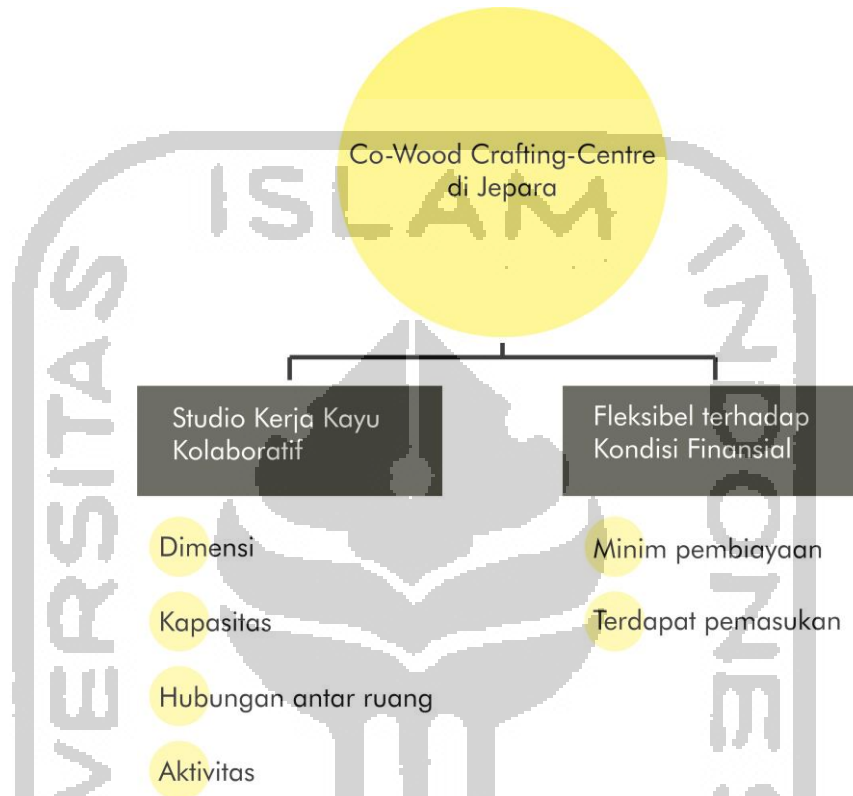 Co-Wood Crafting-Centre
di Jepara
Studio Kerja Kayu
Kolaboratif
Fleksibel terhadap
Kondisi Finansial
Dimensi
Kapasitas
Hubungan antar ruang
Aktivitas
Minim pembiayaan
Terdapat pemasukan
ISLAM